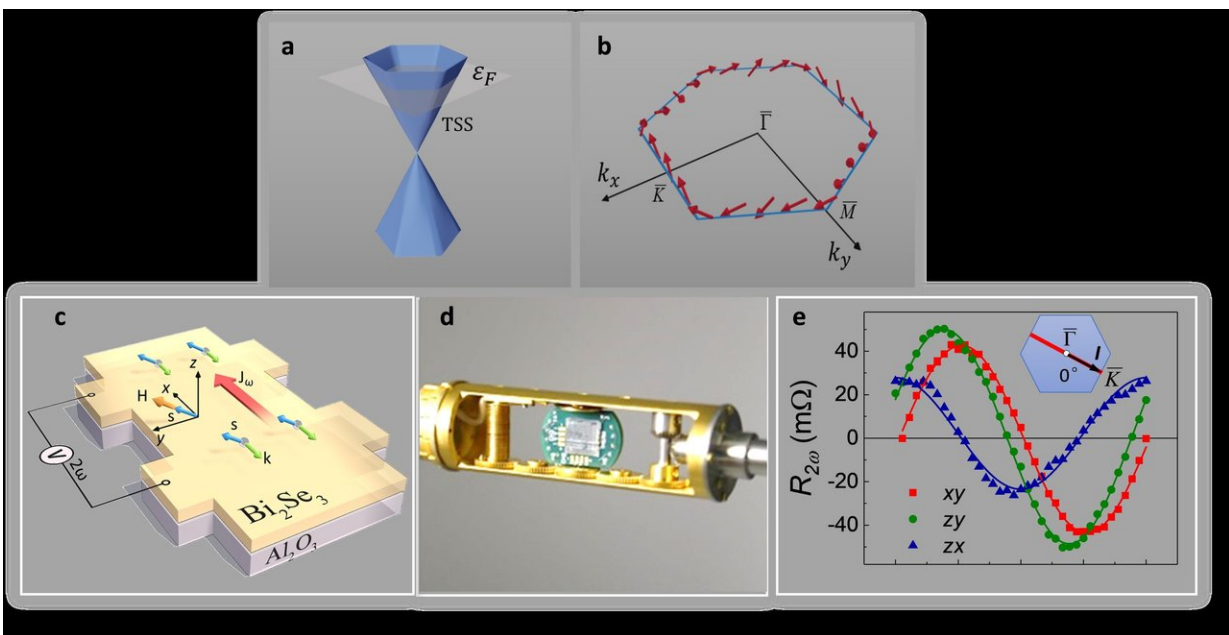 a
ε_F
TSS
b
Γ̅
k_x
K̅
M̅
k_y
c
z
x
H
s
y
J_ω
s
k
V
2ω
Bi₂Se₃
Al₂O₃
d
e
R_2ω (mΩ)
40
20
0
-20
-40
Γ̅
I
0°
K̅
xy
zy
zx